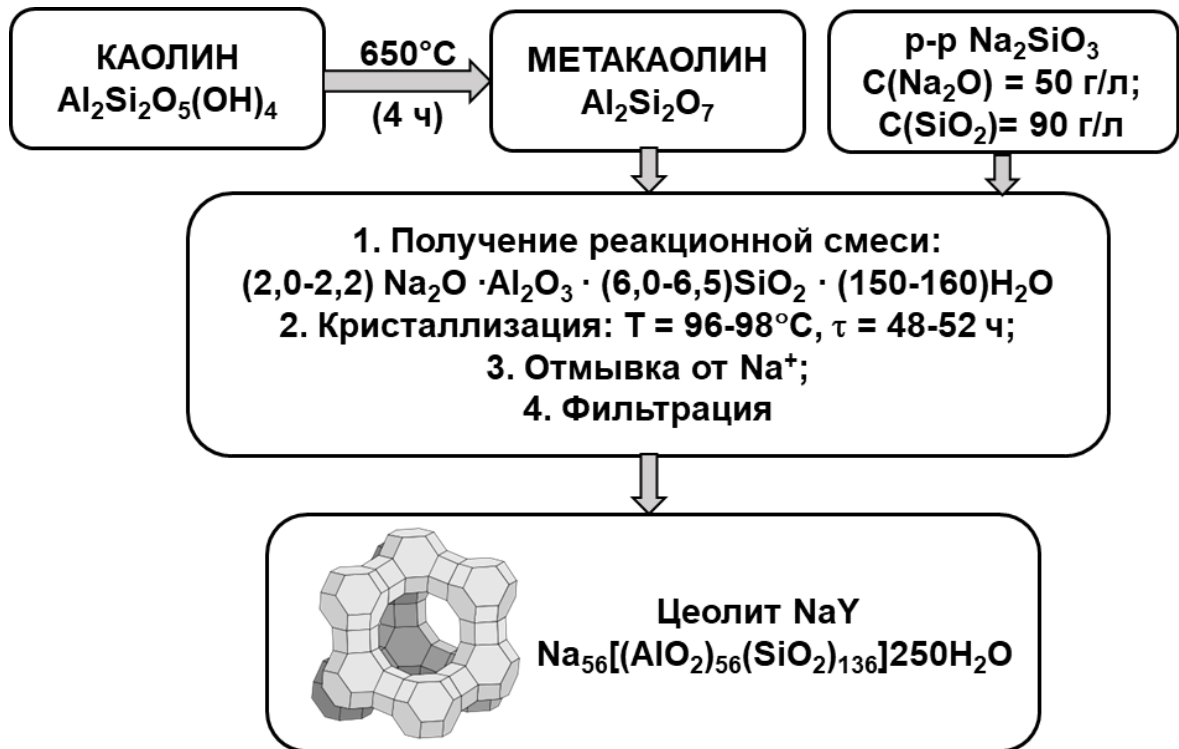 КАОЛИН
Al₂Si₂O₅(OH)₄
650°C
(4 ч)
МЕТАКАОЛИН
Al₂Si₂O₇
р-р Na₂SiO₃
C(Na₂O) = 50 г/л;
C(SiO₂)= 90 г/л
1. Получение реакционной смеси:
(2,0-2,2) Na₂O ·Al₂O₃ · (6,0-6,5)SiO₂ · (150-160)H₂O
2. Кристаллизация: T = 96-98°C, τ = 48-52 ч;
3. Отмывка от Na⁺;
4. Фильтрация
Цеолит NaY
Na₅₆[(AlO₂)₅₆(SiO₂)₁₃₆]250H₂O